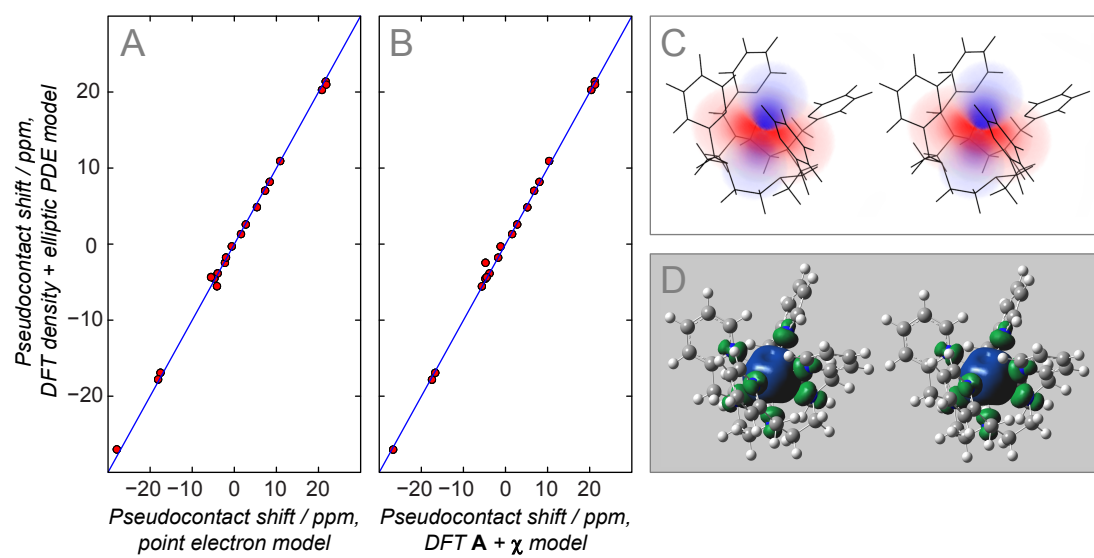 Pseudocontact shift / ppm,
DFT density + elliptic PDE model
A
20
10
0
−10
−20
−20 −10 0 10 20
Pseudocontact shift / ppm,
point electron model
B
−20 −10 0 10 20
Pseudocontact shift / ppm,
DFT A + χ model
C
D